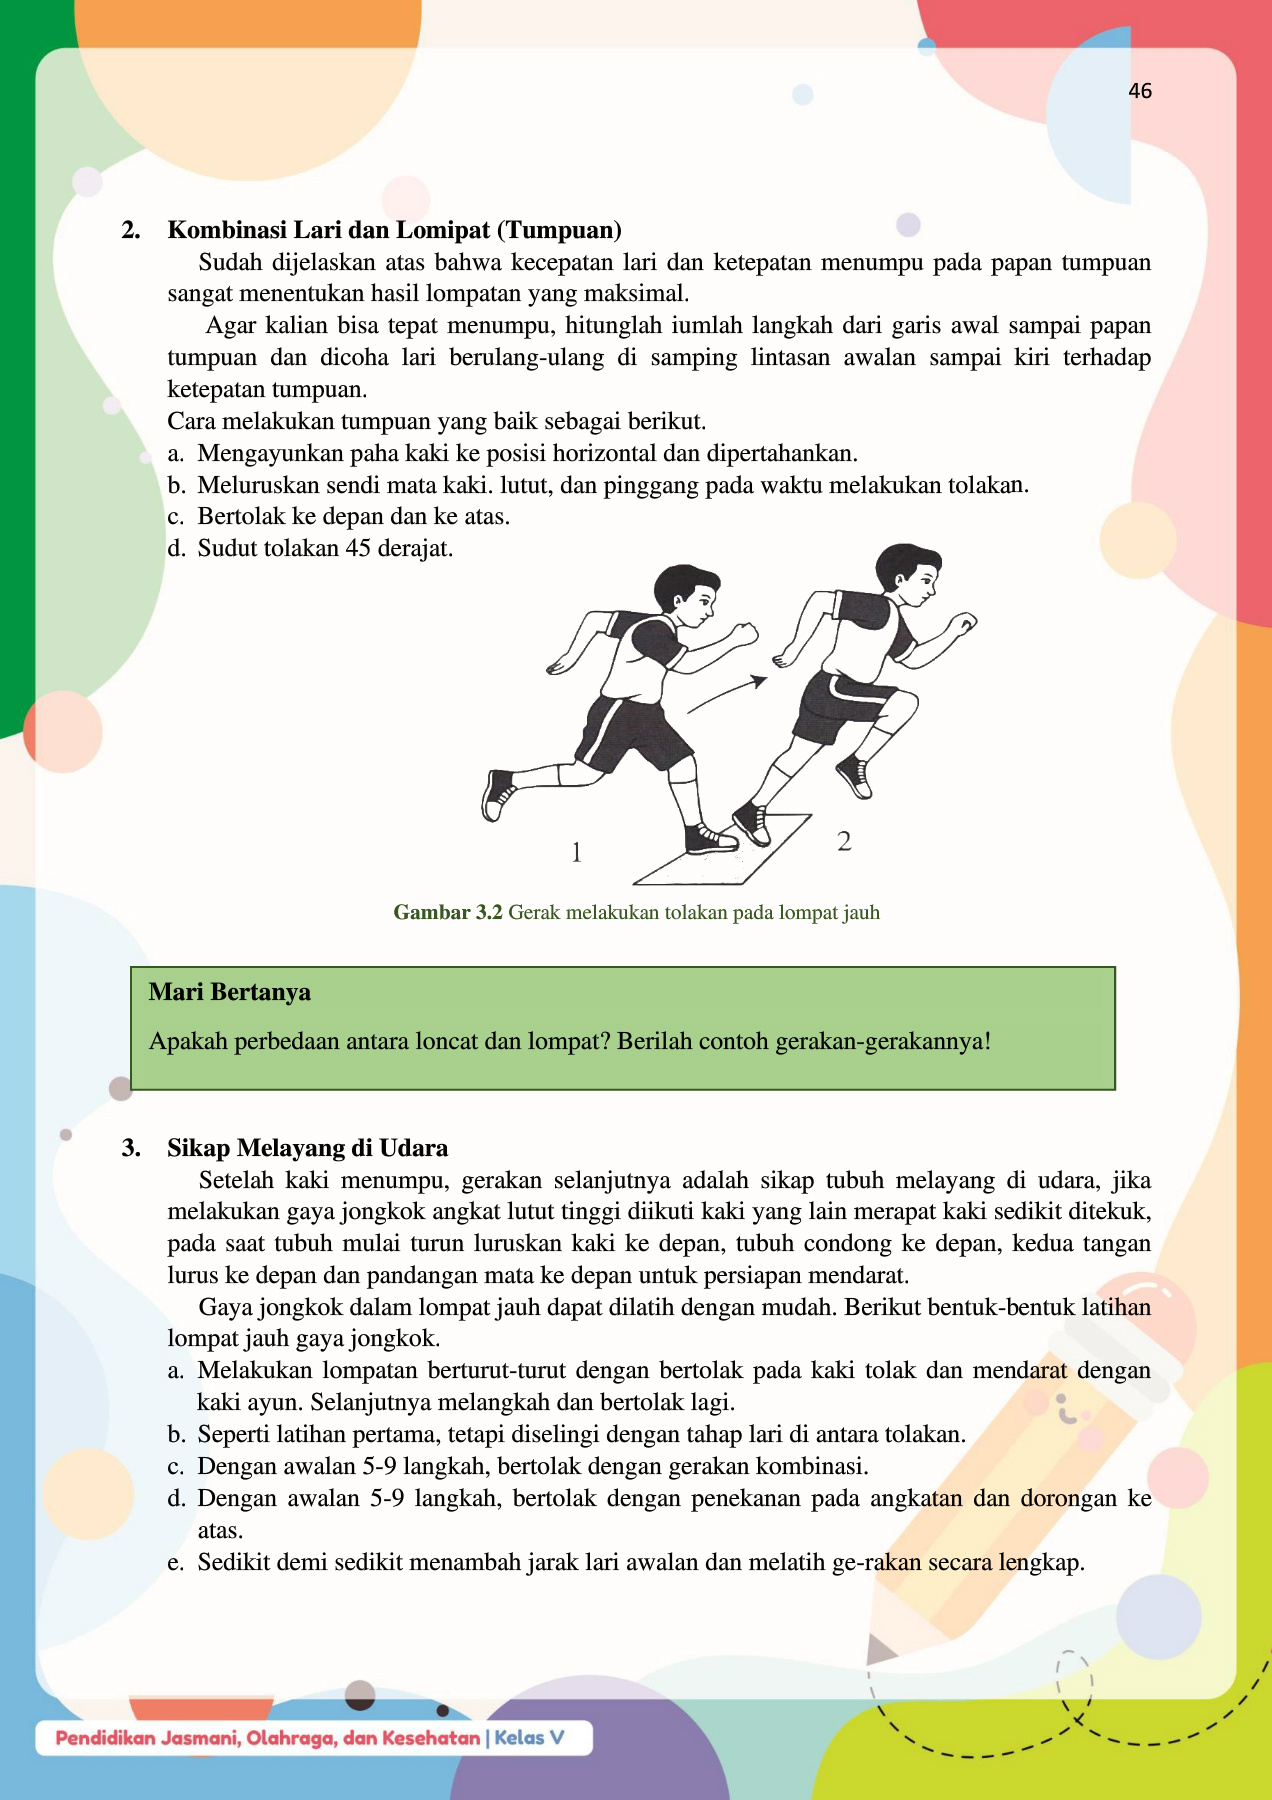 46
2. Kombinasi Lari dan Lomipat (Tumpuan)
Sudah dijelaskan atas bahwa kecepatan lari dan ketepatan menumpu pada papan tumpuan
sangat menentukan hasil lompatan yang maksimal.
Agar kalian bisa tepat menumpu, hitunglah iumlah langkah dari garis awal sampai papan
tumpuan dan dicoha lari berulang-ulang di samping lintasan awalan sampai kiri terhadap
ketepatan tumpuan.
Cara melakukan tumpuan yang baik sebagai berikut.
a. Mengayunkan paha kaki ke posisi horizontal dan dipertahankan.
b. Meluruskan sendi mata kaki. lutut, dan pinggang pada waktu melakukan tolakan.
c. Bertolak ke depan dan ke atas.
d. Sudut tolakan 45 derajat.
1
2
Gambar 3.2 Gerak melakukan tolakan pada lompat jauh
Mari Bertanya
Apakah perbedaan antara loncat dan lompat? Berilah contoh gerakan-gerakannya!
3. Sikap Melayang di Udara
Setelah kaki menumpu, gerakan selanjutnya adalah sikap tubuh melayang di udara, jika
melakukan gaya jongkok angkat lutut tinggi diikuti kaki yang lain merapat kaki sedikit ditekuk,
pada saat tubuh mulai turun luruskan kaki ke depan, tubuh condong ke depan, kedua tangan
lurus ke depan dan pandangan mata ke depan untuk persiapan mendarat.
Gaya jongkok dalam lompat jauh dapat dilatih dengan mudah. Berikut bentuk-bentuk latihan
lompat jauh gaya jongkok.
a. Melakukan lompatan berturut-turut dengan bertolak pada kaki tolak dan mendarat dengan
kaki ayun. Selanjutnya melangkah dan bertolak lagi.
b. Seperti latihan pertama, tetapi diselingi dengan tahap lari di antara tolakan.
c. Dengan awalan 5-9 langkah, bertolak dengan gerakan kombinasi.
d. Dengan awalan 5-9 langkah, bertolak dengan penekanan pada angkatan dan dorongan ke
atas.
e. Sedikit demi sedikit menambah jarak lari awalan dan melatih ge-rakan secara lengkap.
Pendidikan Jasmani, Olahraga, dan Kesehatan | Kelas V